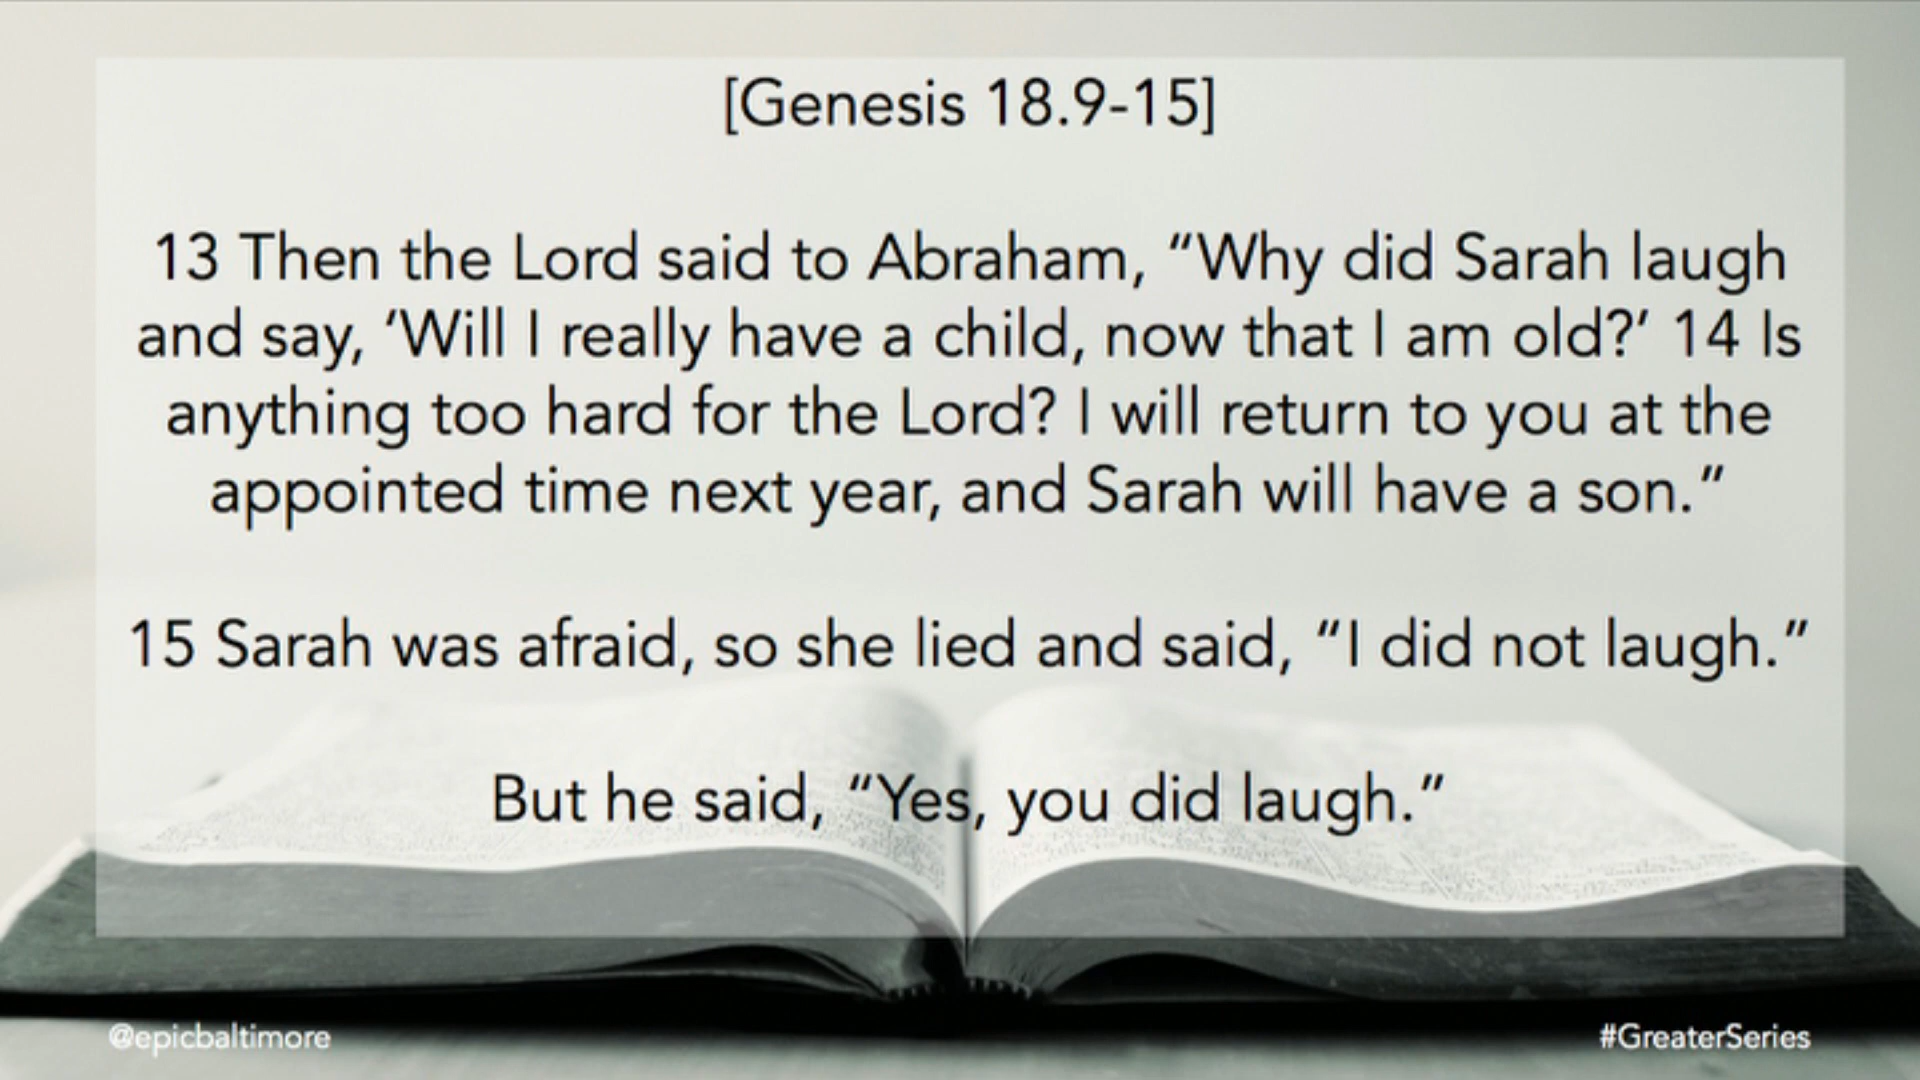 [Genesis 18.9-15]
13 Then the Lord said to Abraham, “Why did Sarah laugh
and say, ‘Will I really have a child, now that I am old?’ 14 Is
anything too hard for the Lord? I will return to you at the
appointed time next year, and Sarah will have a son.”
15 Sarah was afraid, so she lied and said, “I did not laugh.”
But he said, “Yes, you did laugh.”
@epicbaltimore
#GreaterSeries